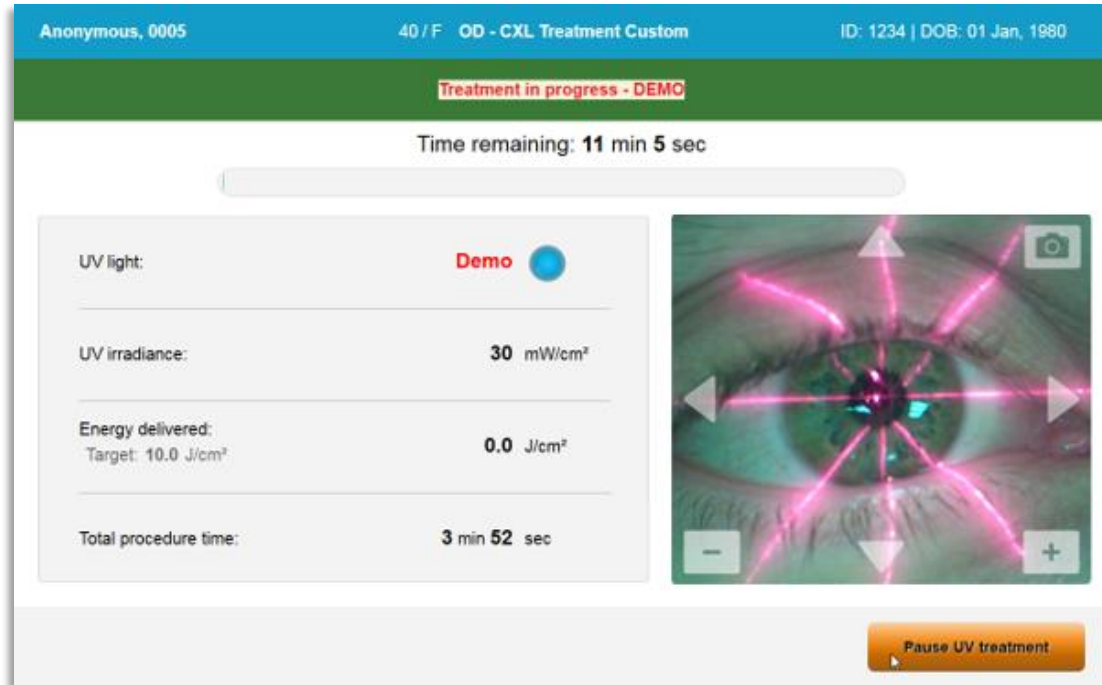 Anonymous, 0005 40 / F OD - CXL Treatment Custom ID: 1234 | DOB: 01 Jan, 1980
Treatment in progress - DEMO
Time remaining: 11 min 5 sec
UV light: Demo
UV irradiance: 30 mW/cm²
Energy delivered:
Target: 10.0 J/cm² 0.0 J/cm²
Total procedure time: 3 min 52 sec
Pause UV treatment